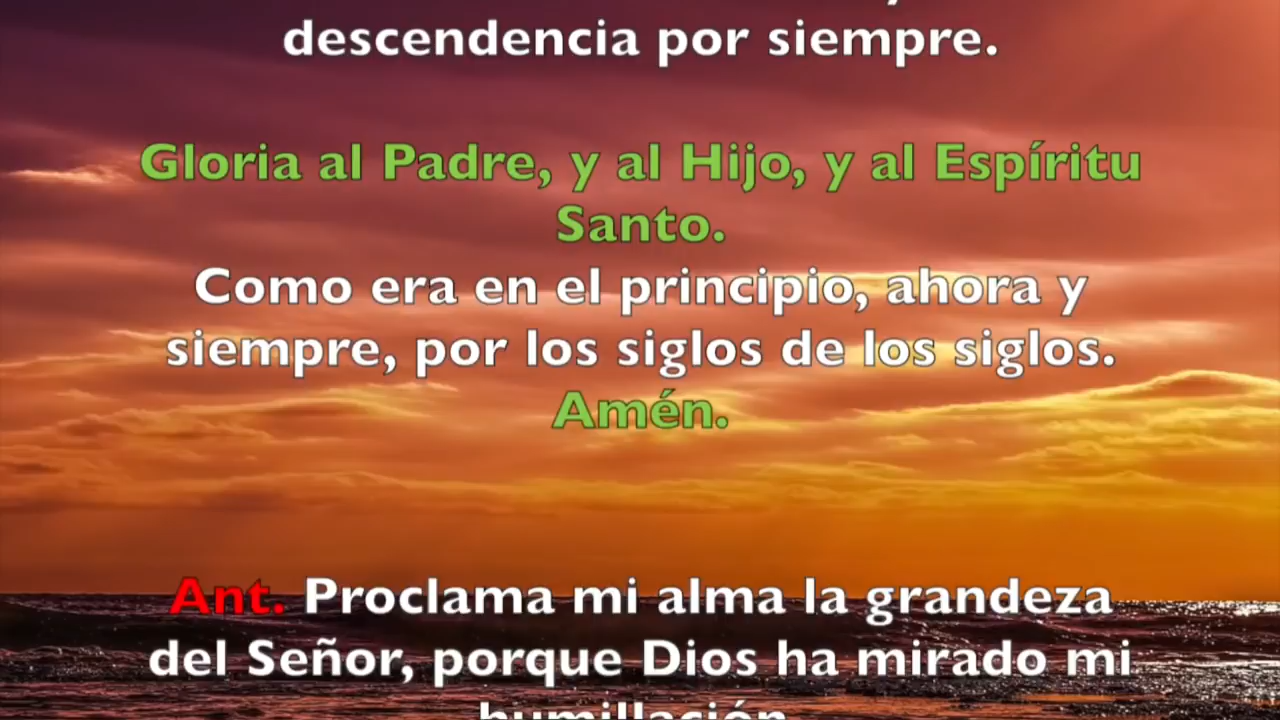 descendencia por siempre.
Gloria al Padre, y al Hijo, y al Espíritu
Santo.
Como era en el principio, ahora y
siempre, por los siglos de los siglos.
Amén.
Ant. Proclama mi alma la grandeza
del Señor, porque Dios ha mirado mi
humillación